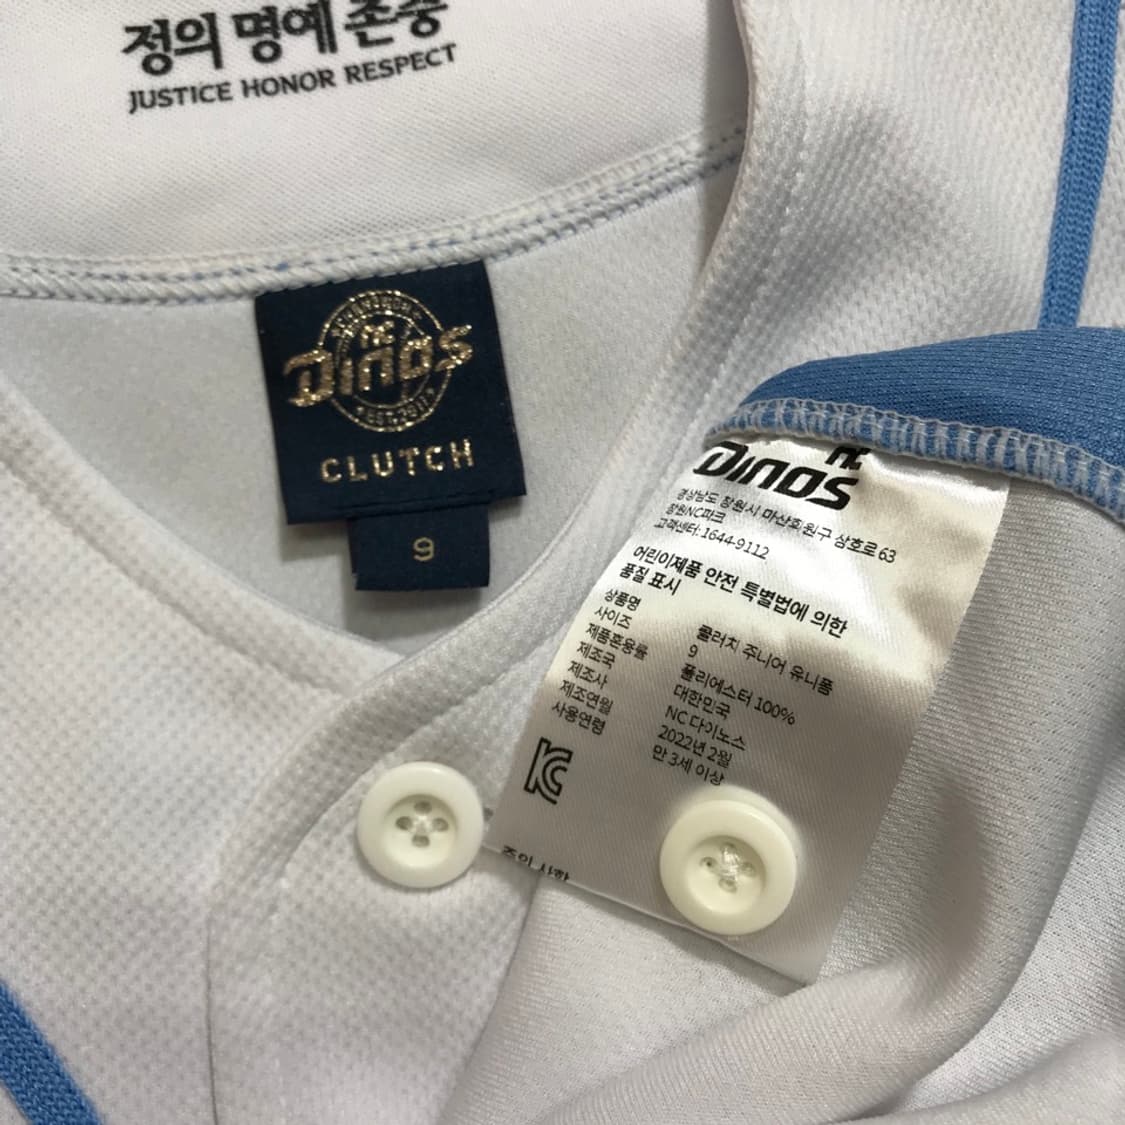 정의 명예 존중
JUSTICE HONOR RESPECT
NC
DINOS
CLUTCH
9
NC
DINOS
경상남도 창원시 마산회원구 삼호로 63
창원NC파크
고객센터: 1644-9112
어린이제품 안전 특별법에 의한
품질 표시
상품명 클러치 주니어 유니폼
사이즈 9
제품혼용률 폴리에스터 100%
제조국 대한민국
제조사 NC 다이노스
제조연월 2022년 2월
사용연령 만 3세 이상
KC
주의 사항